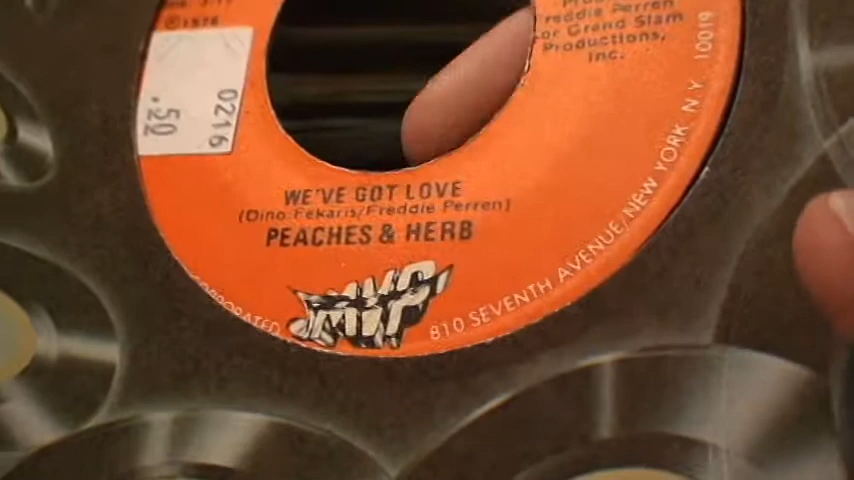 ℗1978
.50
0216
Freddie Perren
for Grand Slam
Productions,
Inc.
WE'VE GOT LOVE
(Dino Fekaris/Freddie Perren)
PEACHES & HERB
MVP
CORPORATED
810 SEVENTH AVENUE, NEW YORK, N.Y. 10019